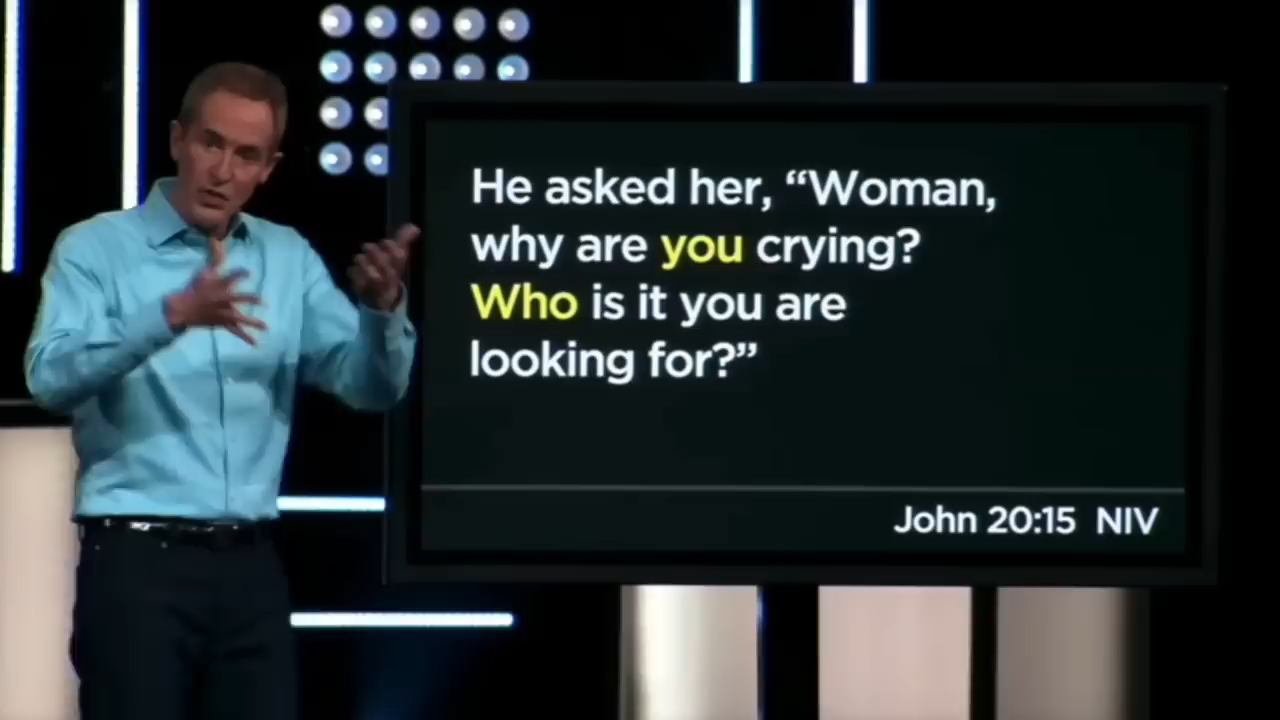 He asked her, “Woman,
why are you crying?
Who is it you are
looking for?”
John 20:15 NIV